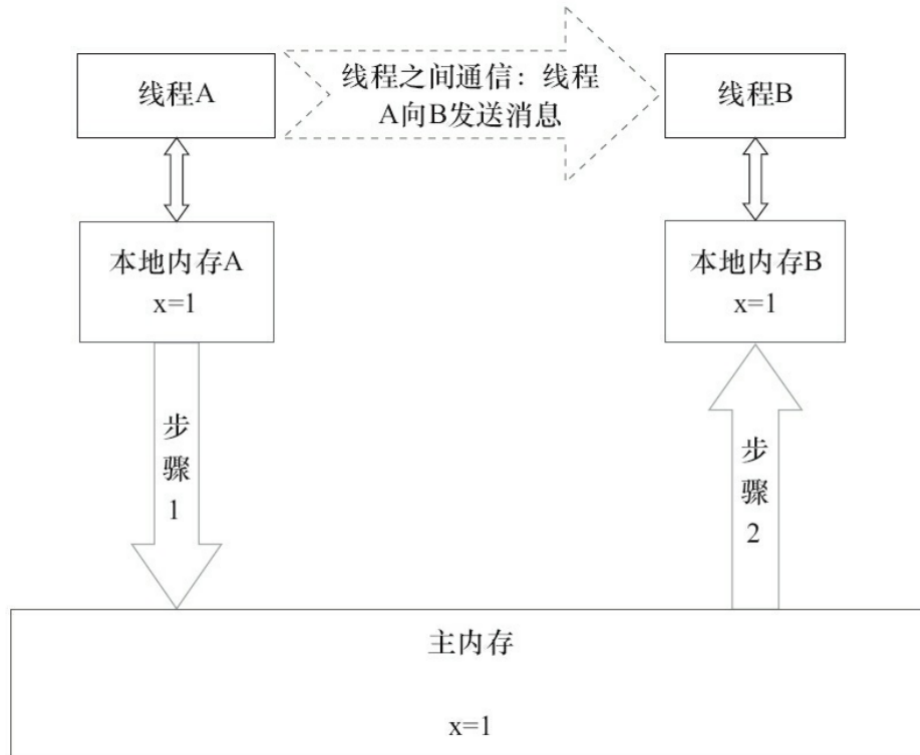 线程A
线程之间通信：线程
A向B发送消息
线程B
本地内存A
x=1
本地内存B
x=1
步
骤
1
步
骤
2
主内存
x=1